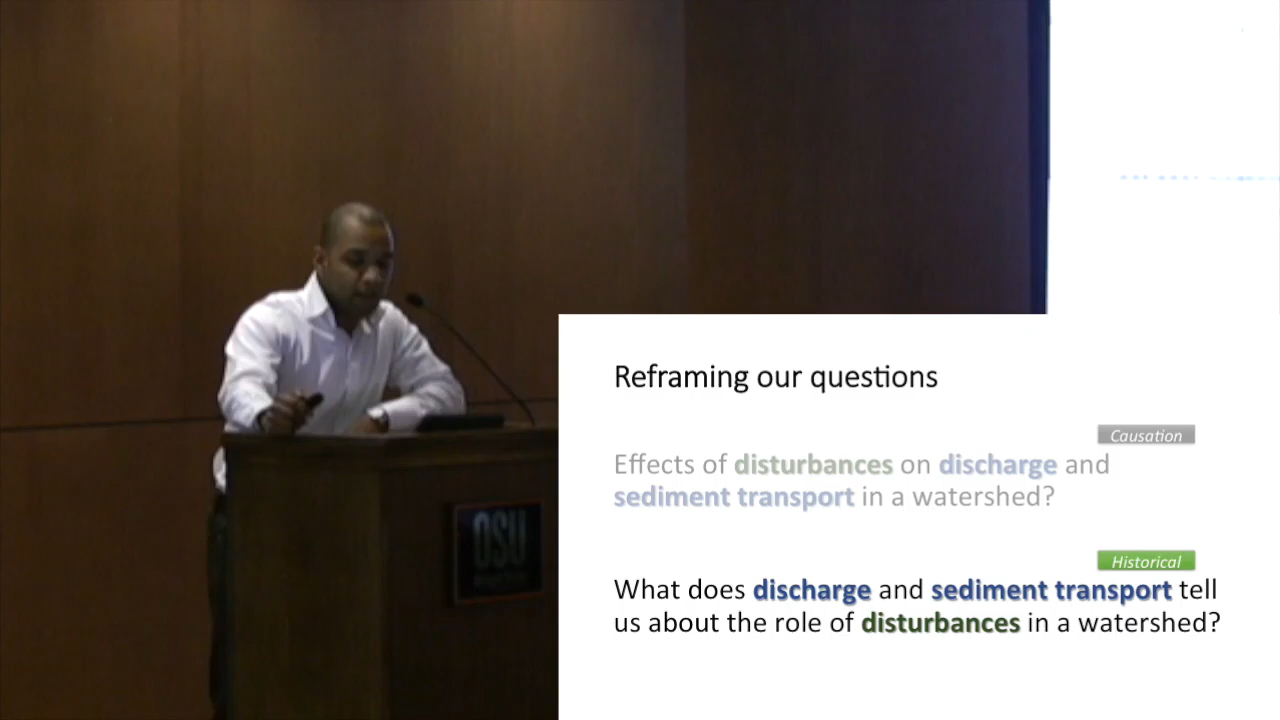 Reframing our questions
Causation
Effects of disturbances on discharge and
sediment transport in a watershed?
Historical
What does discharge and sediment transport tell
us about the role of disturbances in a watershed?
OSU